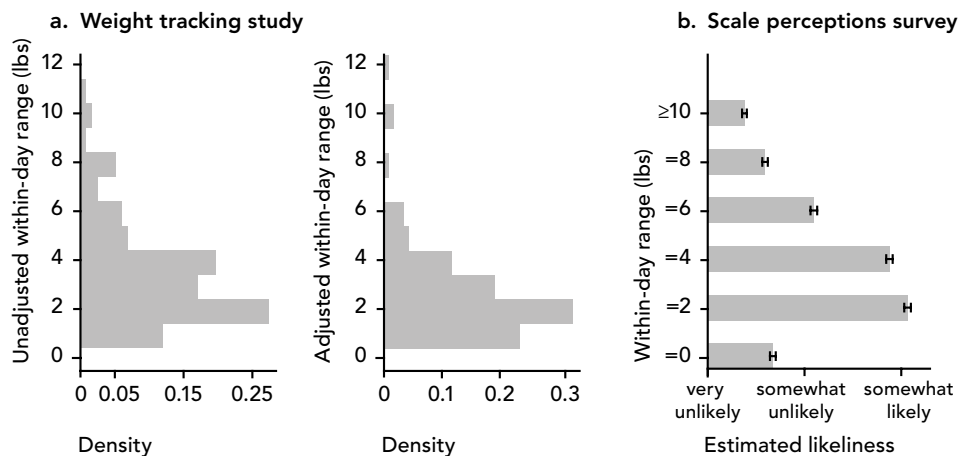 a. Weight tracking study
Unadjusted within-day range (lbs)
12
10
8
6
4
2
0
0 0.05 0.15 0.25
Density
Adjusted within-day range (lbs)
12
10
8
6
4
2
0
0 0.1 0.2 0.3
Density
b. Scale perceptions survey
Within-day range (lbs)
≥10
=8
=6
=4
=2
=0
very unlikely
somewhat unlikely
somewhat likely
Estimated likeliness